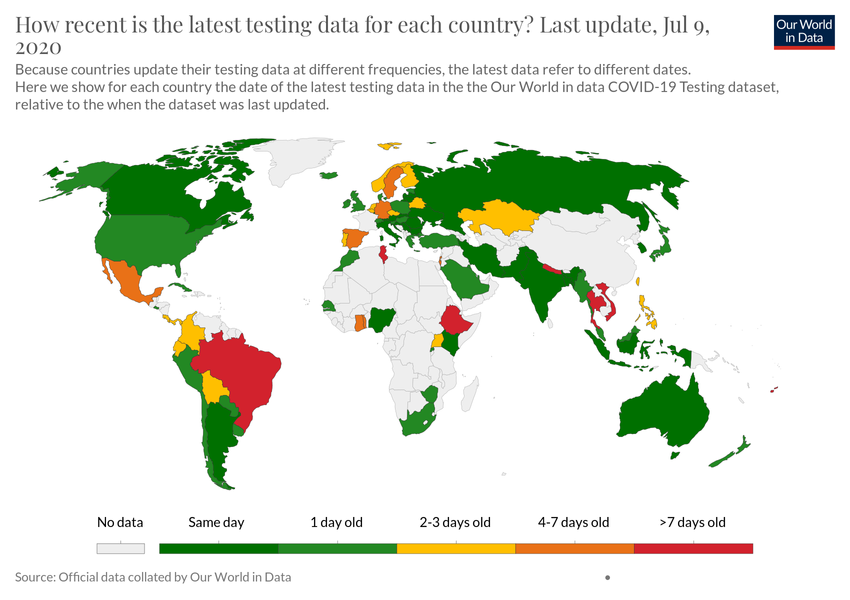 How recent is the latest testing data for each country? Last update, Jul 9,
2020
Our World
in Data
Because countries update their testing data at different frequencies, the latest data refer to different dates.
Here we show for each country the date of the latest testing data in the the Our World in data COVID-19 Testing dataset,
relative to the when the dataset was last updated.
No data
Same day
1 day old
2-3 days old
4-7 days old
>7 days old
Source: Official data collated by Our World in Data